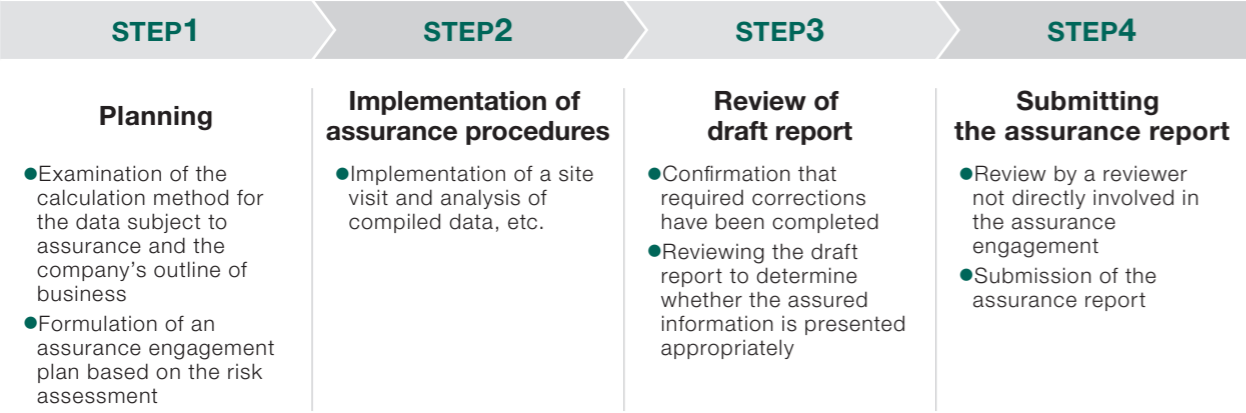 STEP1
STEP2
STEP3
STEP4
Planning
●Examination of the
calculation method for
the data subject to
assurance and the
company's outline of
business
●Formulation of an
assurance engagement
plan based on the risk
assessment
Implementation of
assurance procedures
●Implementation of a site
visit and analysis of
compiled data, etc.
Review of
draft report
●Confirmation that
required corrections
have been completed
●Reviewing the draft
report to determine
whether the assured
information is presented
appropriately
Submitting
the assurance report
●Review by a reviewer
not directly involved in
the assurance
engagement
●Submission of the
assurance report